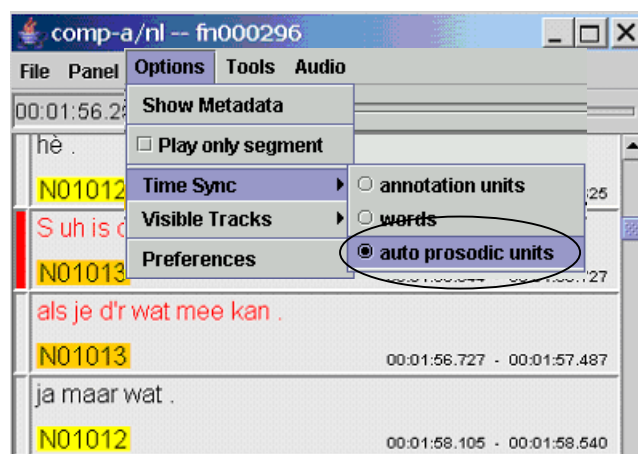 comp-a/nl -- fn000296
File Panel Options Tools Audio
00:01:56.2
Show Metadata
hè .
Play only segment
N01012
Time Sync
annotation units
25
S uh is
Visible Tracks
words
Preferences
auto prosodic units
N01013
127
als je d'r wat mee kan .
N01013 00:01:56.727 - 00:01:57.487
ja maar wat .
N01012 00:01:58.105 - 00:01:58.540